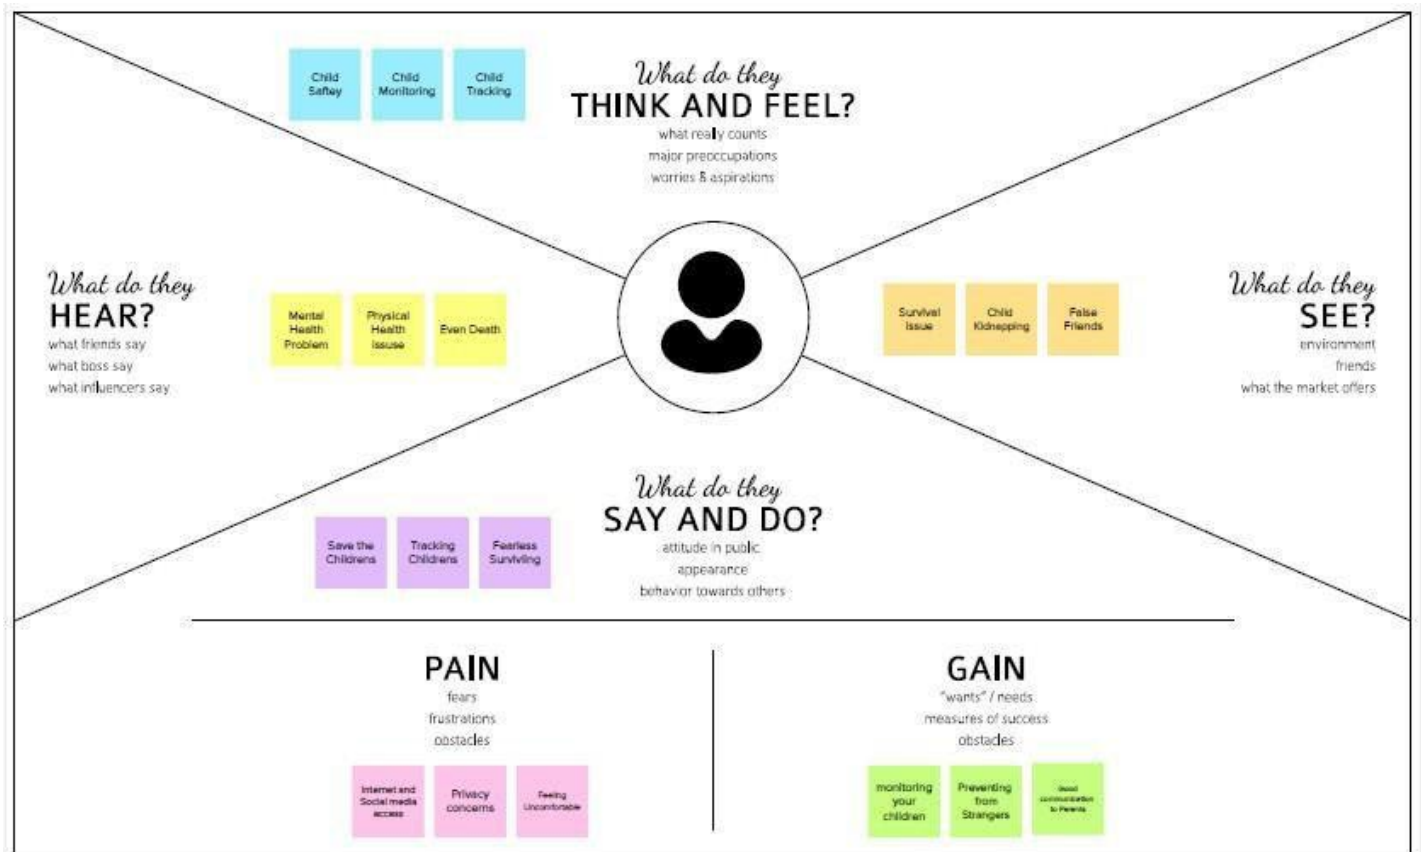 Child
Saftey
Child
Monitoring
Child
Tracking
What do they
THINK AND FEEL?
what really counts
major preoccupations
worries & aspirations
What do they
HEAR?
what friends say
what boss say
what influencers say
Mental
Health
Problem
Physical
Health
issuse
Even Death
Survival
issue
Child
Kidnepping
False
Friends
What do they
SEE?
environment
friends
what the market offers
What do they
SAY AND DO?
attitude in public
appearance
behavior towards others
Save the
Childrens
Tracking
Childrens
Fearless
Surviving
PAIN
fears
frustrations
obstacles
Internet and
Social media
access
Privacy
concerns
Feeling
Uncomfortable
GAIN
"wants" / needs
measures of success
obstacles
monitoring
your
children
Preventing
from
Strangers
Good
communication
to Parents